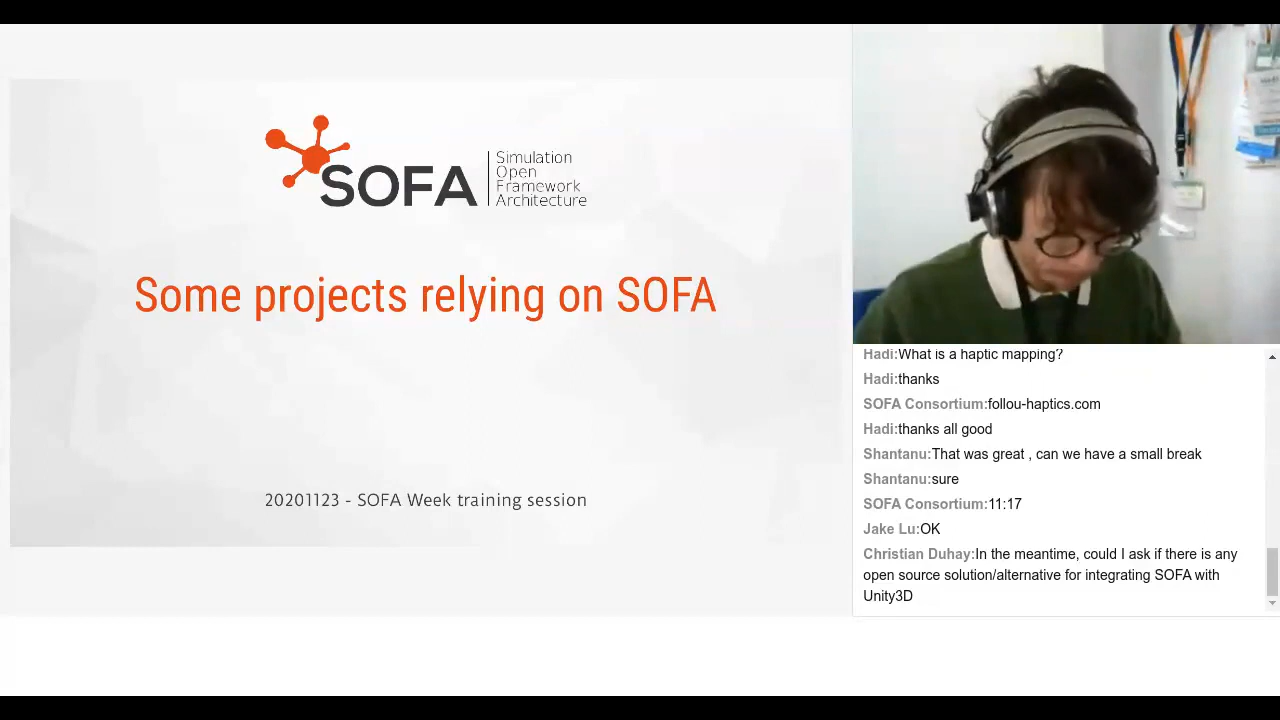 SOFA
Simulation
Open
Framework
Architecture
Some projects relying on SOFA
20201123 - SOFA Week training session
Hadi:What is a haptic mapping?
Hadi:thanks
SOFA Consortium:follou-haptics.com
Hadi:thanks all good
Shantanu:That was great , can we have a small break
Shantanu:sure
SOFA Consortium:11:17
Jake Lu:OK
Christian Duhay:In the meantime, could I ask if there is any
open source solution/alternative for integrating SOFA with
Unity3D